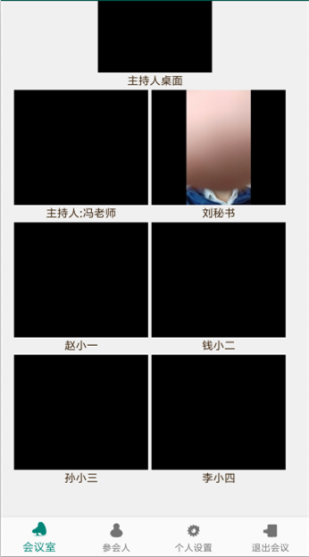 主持人桌面
主持人:冯老师 刘秘书
赵小一 钱小二
孙小三 李小四
会议室 参会人 个人设置 退出会议